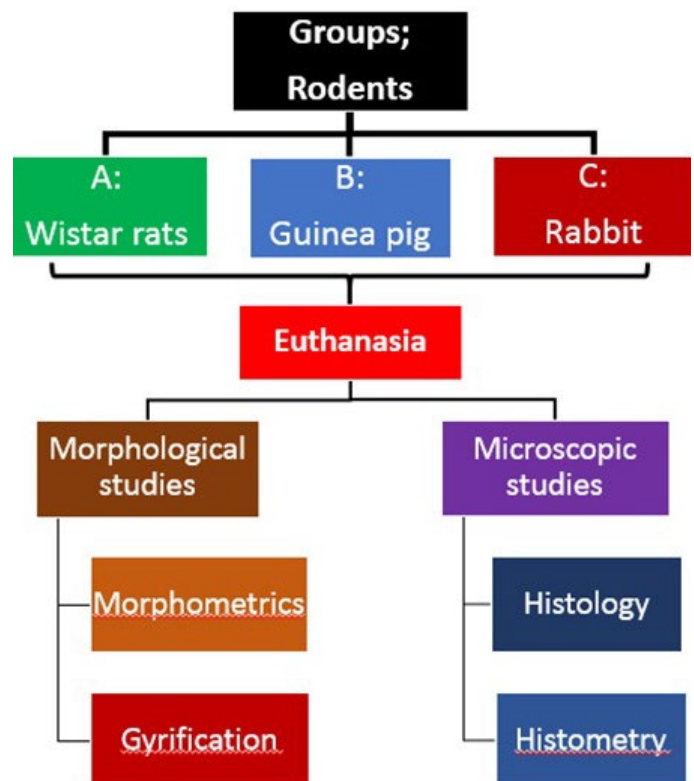 Groups;
Rodents
A:
Wistar rats
B:
Guinea pig
C:
Rabbit
Euthanasia
Morphological
studies
Microscopic
studies
Morphometrics
Histology
Gyrification
Histometry